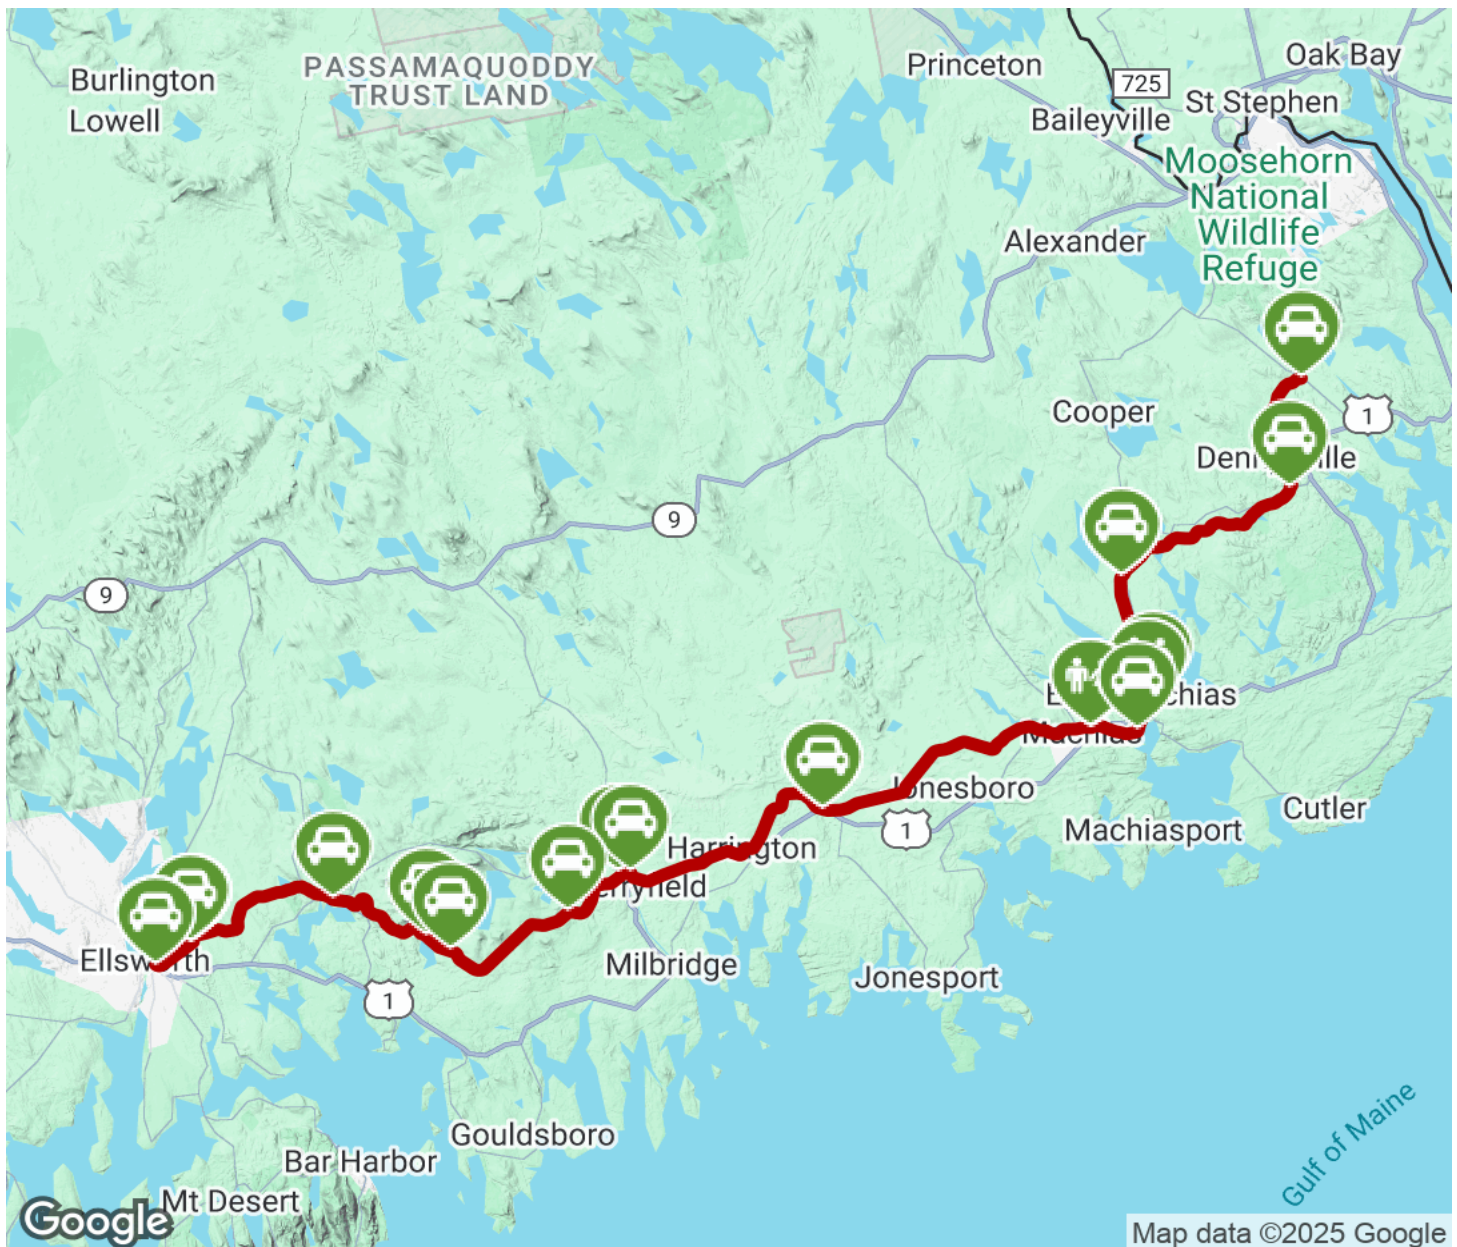 Oak Bay
Princeton
PASSAMAQUODDY
TRUST LAND
Burlington
725
St Stephen
Lowell
Baileyville
Moosehorn
National
Wildlife
Refuge
Alexander
Cooper
1
9
9
Machias
Jonesboro
Cutler
1
Machiasport
Harrington
Ellsworth
Milbridge
Jonesport
1
Gouldsboro
Bar Harbor
Mt Desert
Gulf of Maine
Google
Map data ©2025 Google